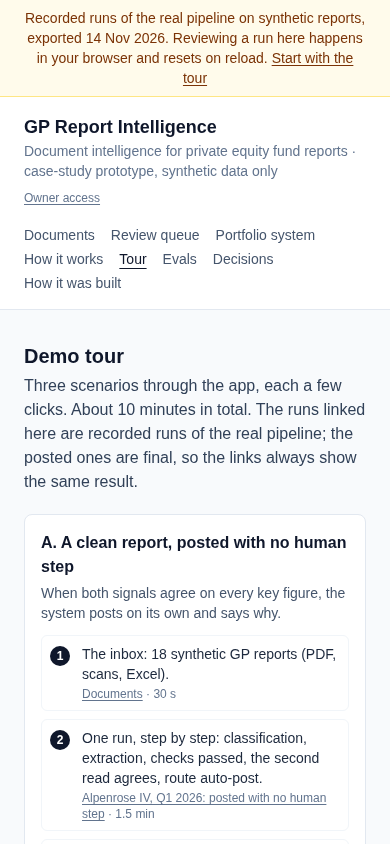 Recorded runs of the real pipeline on synthetic reports,
exported 14 Nov 2026. Reviewing a run here happens
in your browser and resets on reload. Start with the
tour
GP Report Intelligence
Document intelligence for private equity fund reports ·
case-study prototype, synthetic data only
Owner access
Documents Review queue Portfolio system
How it works Tour Evals Decisions
How it was built
Demo tour
Three scenarios through the app, each a few
clicks. About 10 minutes in total. The runs linked
here are recorded runs of the real pipeline; the
posted ones are final, so the links always show
the same result.
A. A clean report, posted with no human
step
When both signals agree on every key figure, the
system posts on its own and says why.
1 The inbox: 18 synthetic GP reports (PDF,
scans, Excel).
Documents · 30 s
2 One run, step by step: classification,
extraction, checks passed, the second
read agrees, route auto-post.
Alpenrose IV, Q1 2026: posted with no human
step · 1.5 min